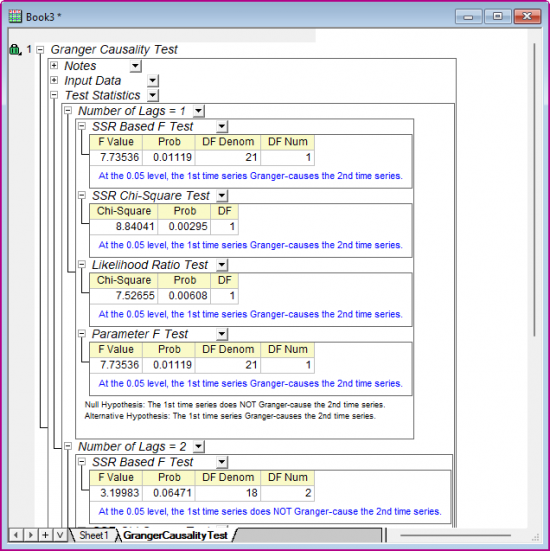 Book3 *
1 Granger Causality Test
Notes
Input Data
Test Statistics
Number of Lags = 1
SSR Based F Test
F Value Prob DF Denom DF Num
7.73536 0.01119 21 1
At the 0.05 level, the 1st time series Granger-causes the 2nd time series.
SSR Chi-Square Test
Chi-Square Prob DF
8.84041 0.00295 1
At the 0.05 level, the 1st time series Granger-causes the 2nd time series.
Likelihood Ratio Test
Chi-Square Prob DF
7.52655 0.00608 1
At the 0.05 level, the 1st time series Granger-causes the 2nd time series.
Parameter F Test
F Value Prob DF Denom DF Num
7.73536 0.01119 21 1
At the 0.05 level, the 1st time series Granger-causes the 2nd time series.
Null Hypothesis: The 1st time series does NOT Granger-cause the 2nd time series.
Alternative Hypothesis: The 1st time series Granger-causes the 2nd time series.
Number of Lags = 2
SSR Based F Test
F Value Prob DF Denom DF Num
3.19983 0.06471 18 2
At the 0.05 level, the 1st time series does NOT Granger-cause the 2nd time series.
Sheet1 GrangerCausalityTest